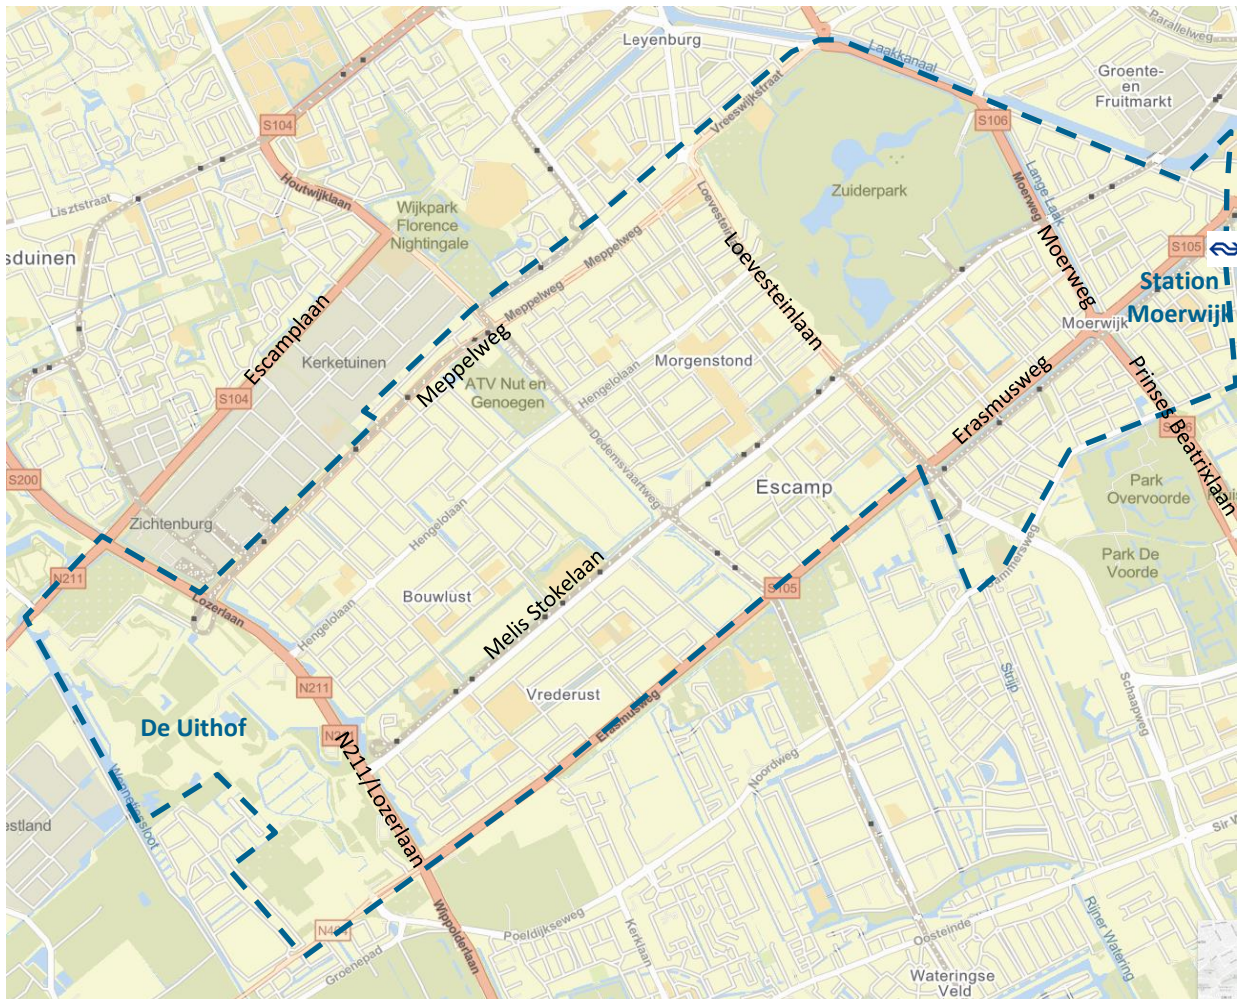 Leyenburg
Laakkanaal
Parallelweg
Groente-
en
Fruitmarkt
S104
Vreeswijkstraat
S106
Houtwijklaan
Lisztstraat
Wijkpark
Florence
Nightingale
Zuiderpark
Lange Laak
Moerweg
Loevestein
Meppelweg
sduinen
Loevesteinlaan
Moerweg
S105
Station
Moerwijk
Escamplaan
Meppelweg
Moerwijk
Kerketuinen
Meppelweg
Morgenstond
ATV Nut en
Genoegen
Hengelolaan
Erasmusweg
Prinses Beatrixlaan
S104
Dedemsvaartweg
S200
Zichtenburg
Escamp
Park
Overvoorde
Hengelolaan
Park De
Voorde
N211
Lozerlaan
Bouwlust
Melis Stokelaan
S105
Hengelolaan
N211
Vrederust
Erasmusweg
Strijp
Schaapweg
De Uithof
N211/Lozerlaan
Noordweg
estland
Wennetjessloot
Sir W
N464
Wippolderlaan
Poeldijkseweg
Groenepad
Kerklaan
Oosteinde
Rijner Watering
Wateringse
Veld